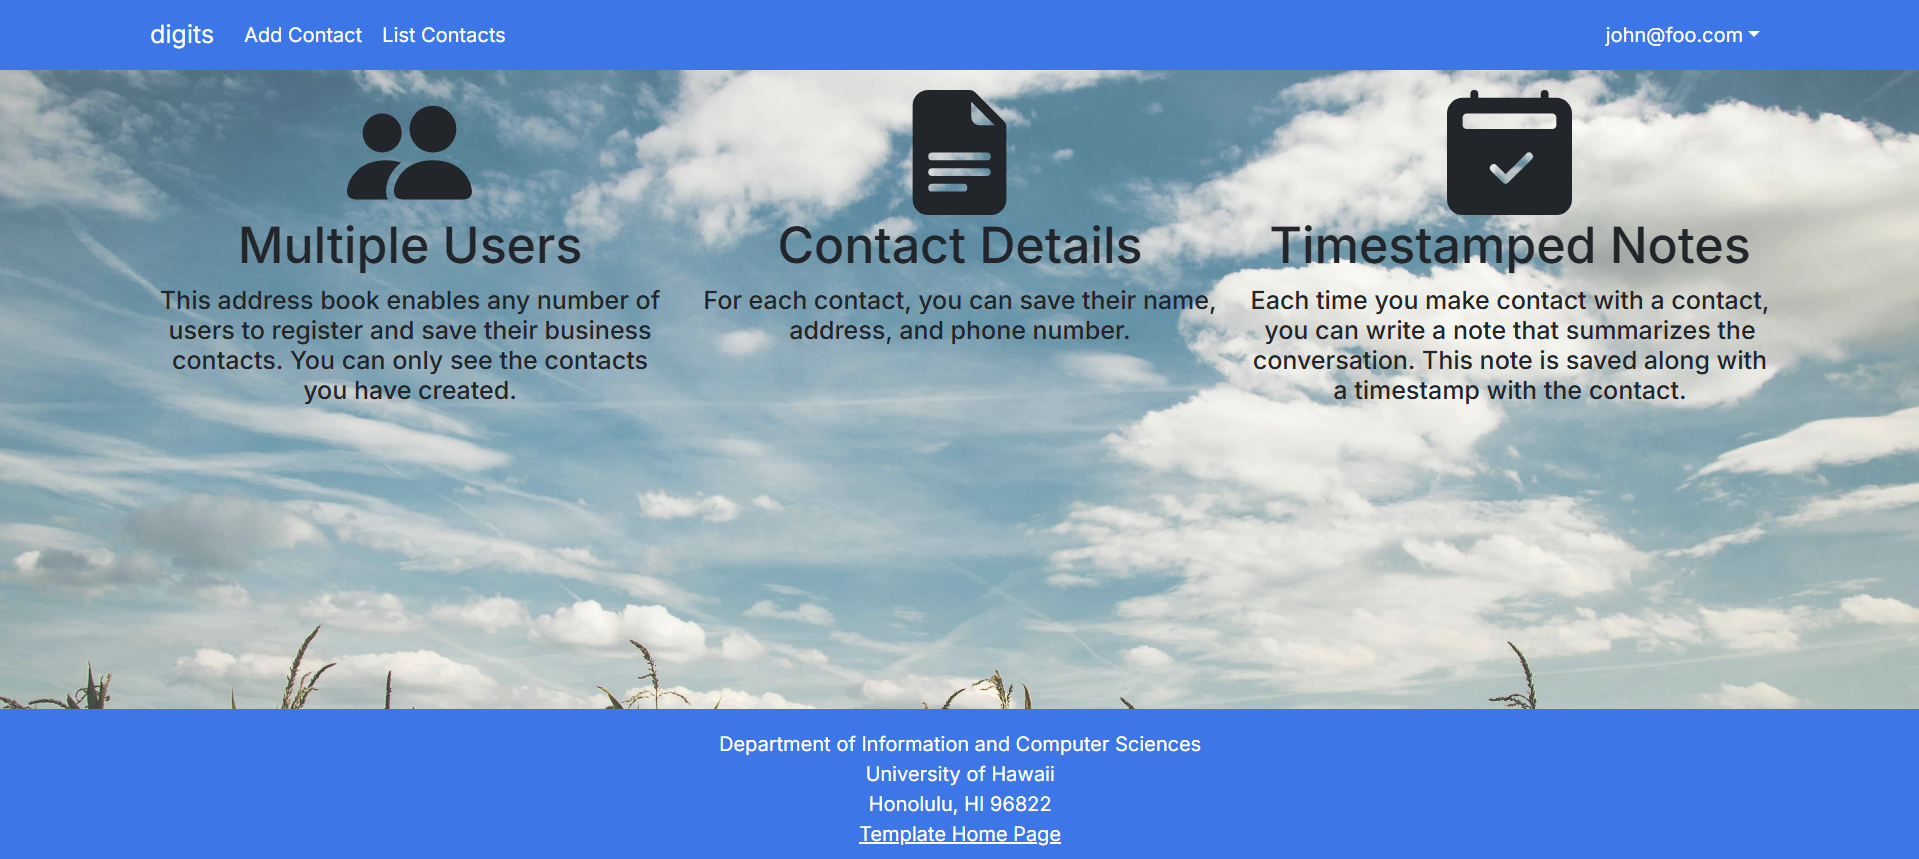 digits Add Contact List Contacts john@foo.com
Multiple Users
This address book enables any number of
users to register and save their business
contacts. You can only see the contacts
you have created.
Contact Details
For each contact, you can save their name,
address, and phone number.
Timestamped Notes
Each time you make contact with a contact,
you can write a note that summarizes the
conversation. This note is saved along with
a timestamp with the contact.
Department of Information and Computer Sciences
University of Hawaii
Honolulu, HI 96822
Template Home Page